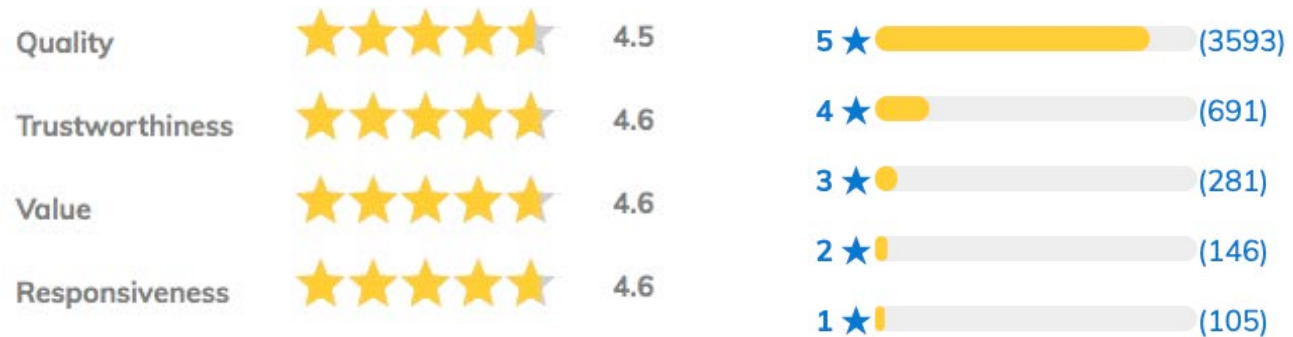 Quality 4.5
Trustworthiness 4.6
Value 4.6
Responsiveness 4.6
5 ★ (3593)
4 ★ (691)
3 ★ (281)
2 ★ (146)
1 ★ (105)